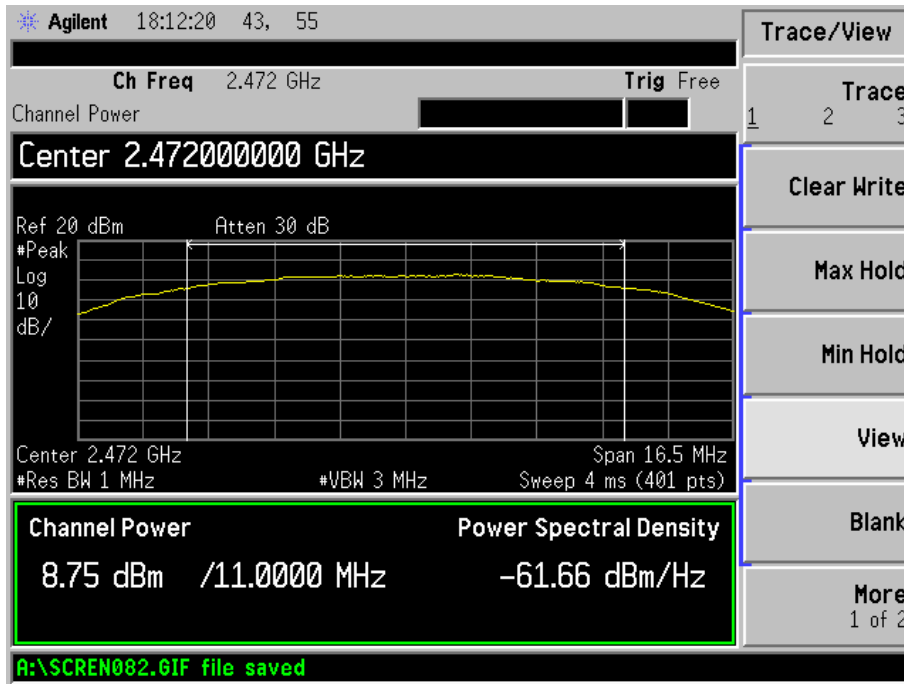 Agilent 18:12:20 43, 55
Trace/View
Ch Freq 2.472 GHz Trig Free
Channel Power
Trace
1 2 3
Center 2.472000000 GHz
Clear Write
Ref 20 dBm Atten 30 dB
#Peak
Log
10
dB/
Max Hold
Min Hold
View
Center 2.472 GHz Span 16.5 MHz
#Res BW 1 MHz #VBW 3 MHz Sweep 4 ms (401 pts)
Channel Power Power Spectral Density
8.75 dBm /11.0000 MHz -61.66 dBm/Hz
Blank
More
1 of 2
A:\SCREN082.GIF file saved